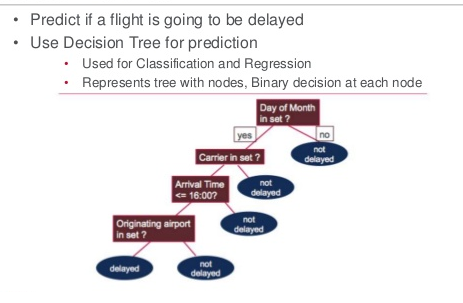 • Predict if a flight is going to be delayed
• Use Decision Tree for prediction
• Used for Classification and Regression
• Represents tree with nodes, Binary decision at each node
Day of Month
in set ?
yes
no
Carrier in set ?
not
delayed
Arrival Time
<= 16:00?
not
delayed
Originating airport
in set ?
not
delayed
delayed
not
delayed